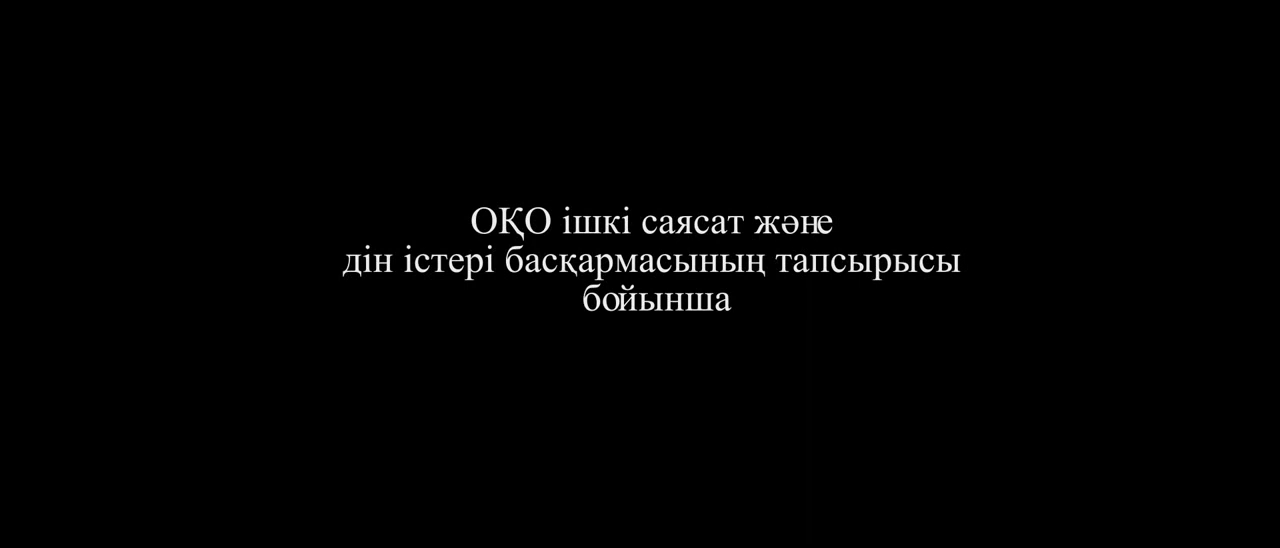 ОҚО ішкі саясат және
дін істері басқармасының тапсырысы
бойынша